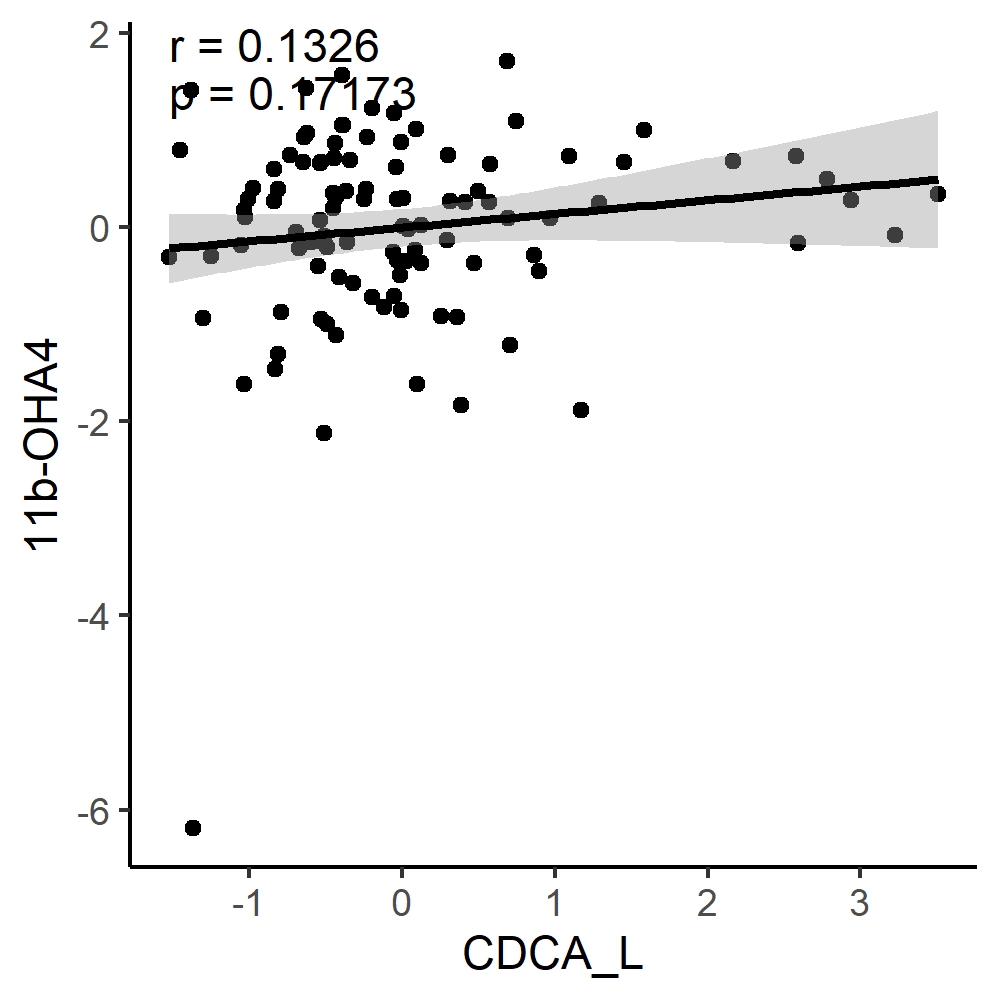 r = 0.1326
p = 0.17173
2
0
-2
-4
-6
11b-OHA4
-1 0 1 2 3
CDCA_L